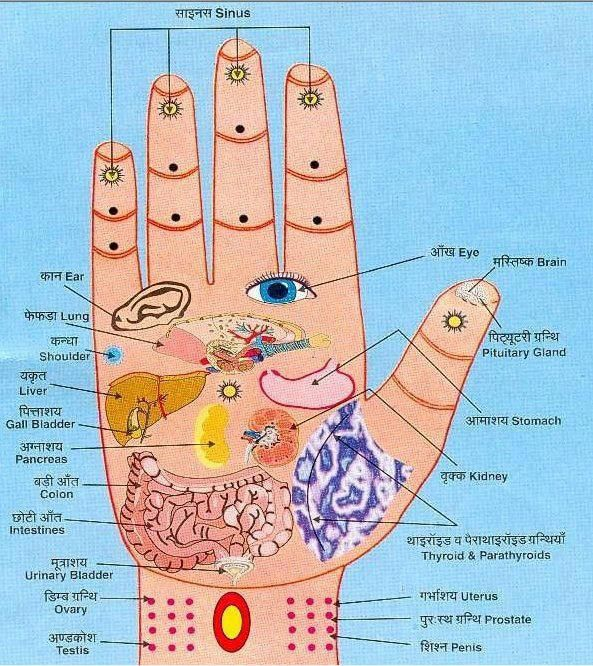 साइनस Sinus
आँख Eye
मस्तिष्क Brain
कान Ear
फेफड़ा Lung
कन्धा
Shoulder
पिट्यूटरी ग्रन्थि
Pituitary Gland
यकृत
Liver
पित्ताशय
Gall Bladder
आमाशय Stomach
अग्नाशय
Pancreas
वृक्क Kidney
बड़ी आँत
Colon
छोटी आँत
Intestines
थाइरॉइड व पैराथाइरॉइड ग्रन्थियाँ
Thyroid & Parathyroids
मूत्राशय
Urinary Bladder
डिम्ब ग्रन्थि
Ovary
गर्भाशय Uterus
पुरःस्थ ग्रन्थि Prostate
अण्डकोश
Testis
शिश्न Penis